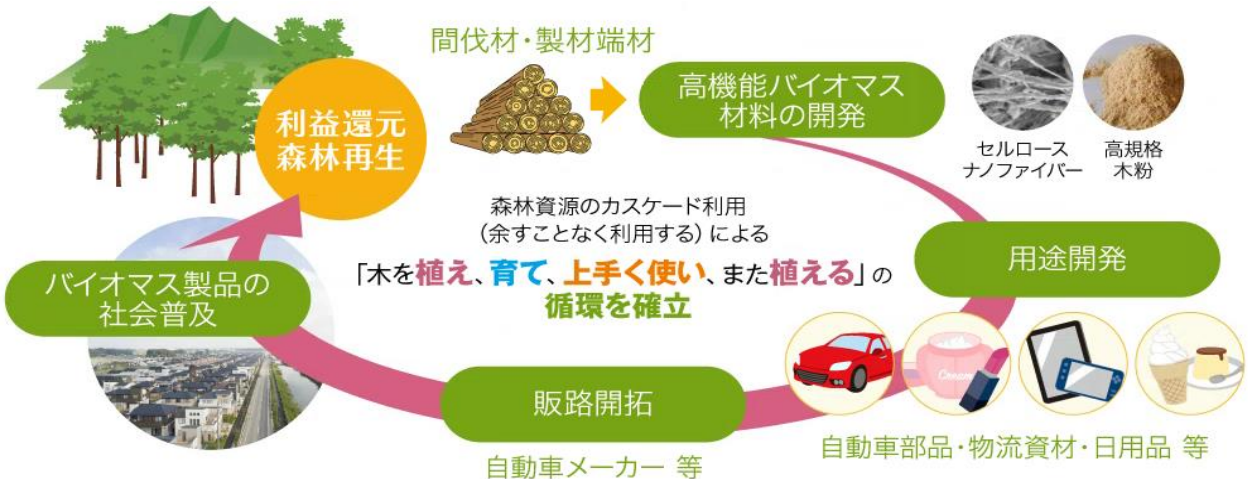 間伐材・製材端材
利益還元
森林再生
高機能バイオマス
材料の開発
セルロース
ナノファイバー
高規格
木粉
森林資源のカスケード利用
（余すことなく利用する）による
「木を植え、育て、上手く使い、また植える」の
循環を確立
用途開発
Cream
自動車部品・物流資材・日用品 等
販路開拓
自動車メーカー 等
バイオマス製品の
社会普及